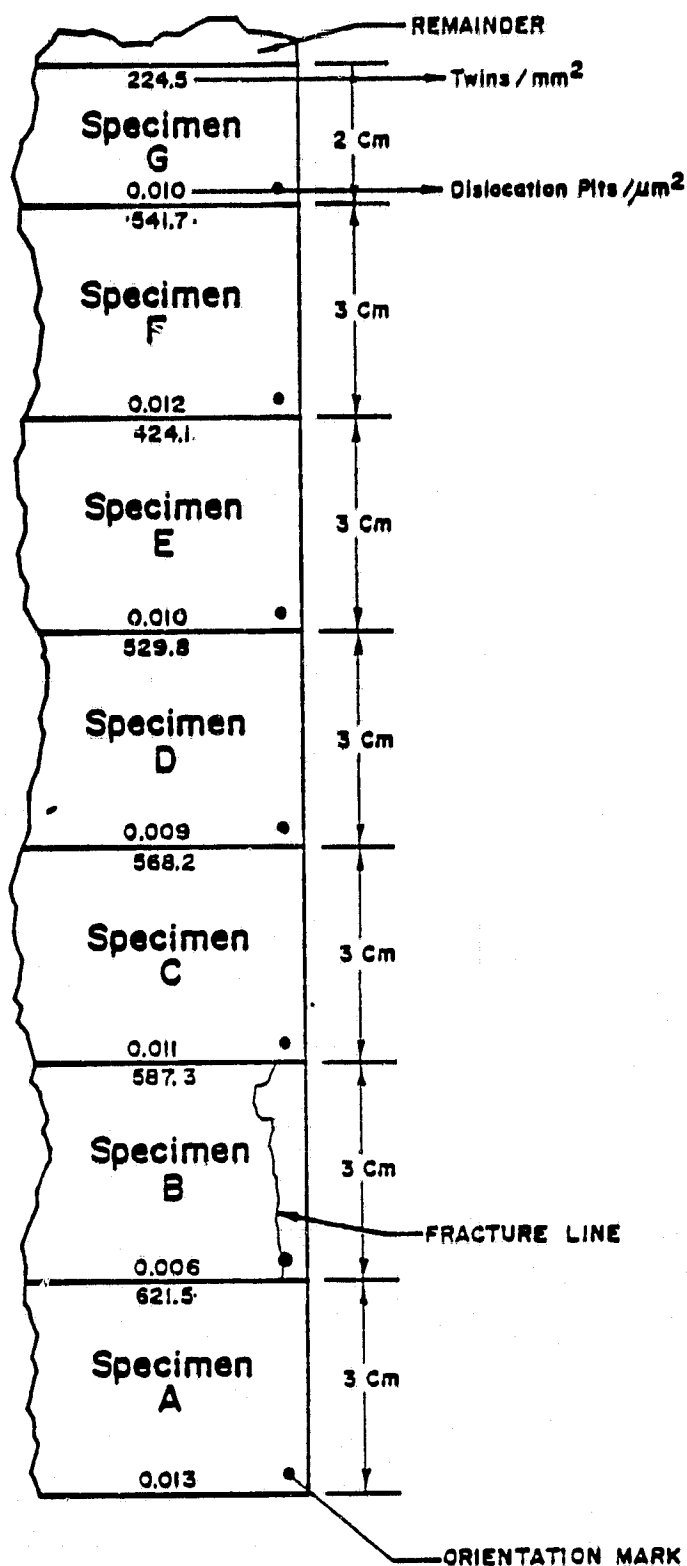 REMAINDER
224.5
Twins/mm²
Specimen
G
2 Cm
0.010
Dislocation Pits/μm²
541.7
Specimen
F
3 Cm
0.012
424.1
Specimen
E
3 Cm
0.010
529.8
Specimen
D
3 Cm
0.009
568.2
Specimen
C
3 Cm
0.011
587.3
Specimen
B
3 Cm
FRACTURE LINE
0.006
621.5
Specimen
A
3 Cm
0.013
ORIENTATION MARK